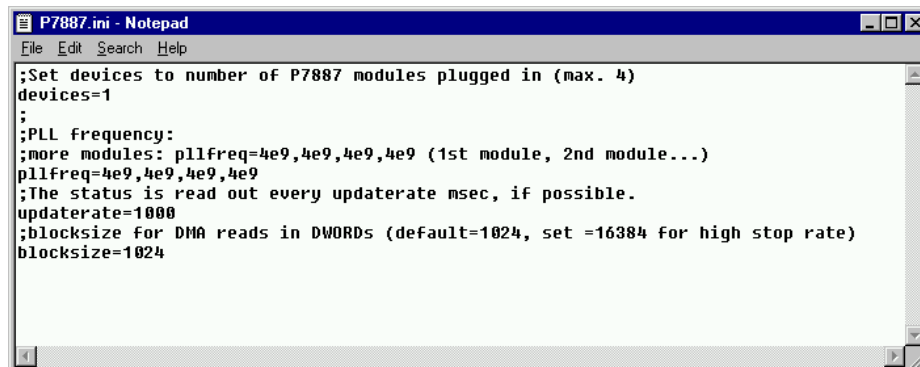 P7887.ini - Notepad
File Edit Search Help
;Set devices to number of P7887 modules plugged in (max. 4)
devices=1
;
;PLL frequency:
;more modules: pllfreq=4e9,4e9,4e9,4e9 (1st module, 2nd module...)
pllfreq=4e9,4e9,4e9,4e9
;The status is read out every updaterate msec, if possible.
updaterate=1000
;blocksize for DMA reads in DWORDs (default=1024, set =16384 for high stop rate)
blocksize=1024